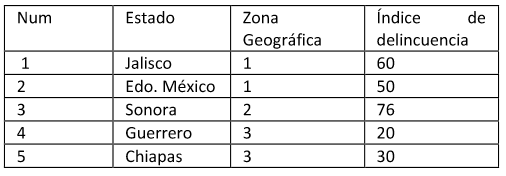 Num Estado Zona Geográfica Índice de delincuencia
1 Jalisco 1 60
2 Edo. México 1 50
3 Sonora 2 76
4 Guerrero 3 20
5 Chiapas 3 30